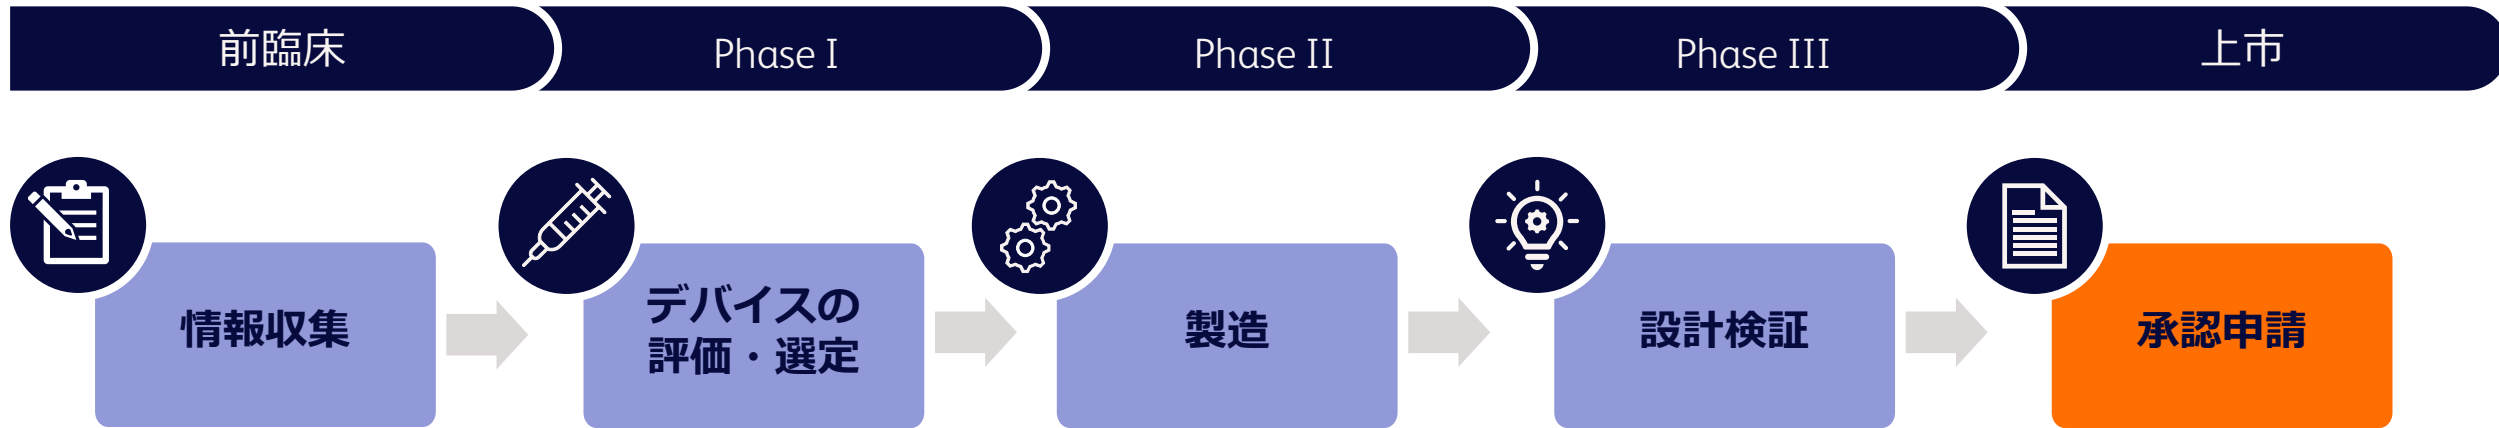 前臨床
Phase I
Phase II
Phase III
上市
情報収集
デバイスの
評価・選定
製造
設計検証
承認申請